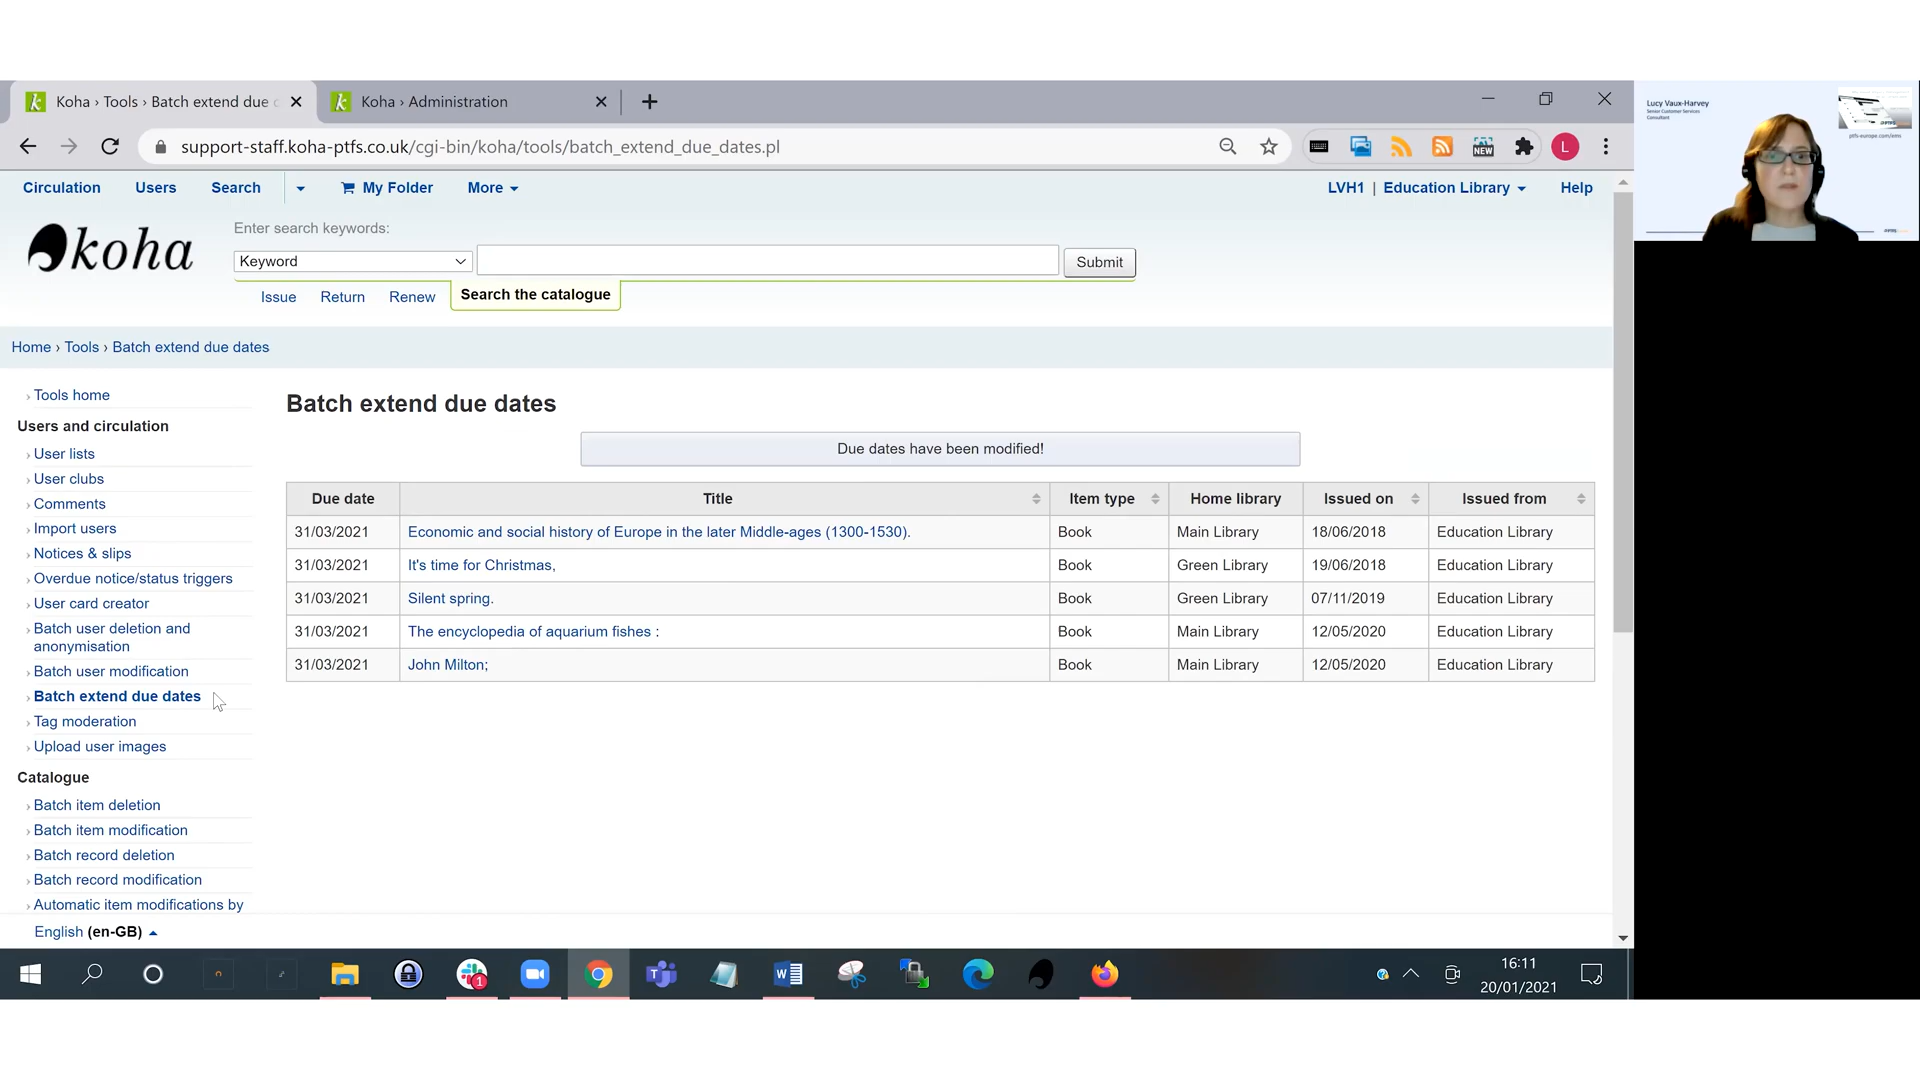 Koha › Tools › Batch extend due
Koha › Administration
support-staff.koha-ptfs.co.uk/cgi-bin/koha/tools/batch_extend_due_dates.pl
NEW
L
Lucy Vaux-Harvey
Senior Customer Services
Consultant
ptfs-europe.com/ems
Circulation Users Search My Folder More LVH1 | Education Library Help
koha
Enter search keywords:
Keyword Submit
Issue Return Renew Search the catalogue
Home › Tools › Batch extend due dates
Tools home
Users and circulation
User lists
User clubs
Comments
Import users
Notices & slips
Overdue notice/status triggers
User card creator
Batch user deletion and
anonymisation
Batch user modification
Batch extend due dates
Tag moderation
Upload user images
Catalogue
Batch item deletion
Batch item modification
Batch record deletion
Batch record modification
Automatic item modifications by
English (en-GB)
Batch extend due dates
Due dates have been modified!
Due date Title Item type Home library Issued on Issued from
31/03/2021 Economic and social history of Europe in the later Middle-ages (1300-1530). Book Main Library 18/06/2018 Education Library
31/03/2021 It's time for Christmas, Book Green Library 19/06/2018 Education Library
31/03/2021 Silent spring. Book Green Library 07/11/2019 Education Library
31/03/2021 The encyclopedia of aquarium fishes : Book Main Library 12/05/2020 Education Library
31/03/2021 John Milton; Book Main Library 12/05/2020 Education Library
1
16:11
20/01/2021